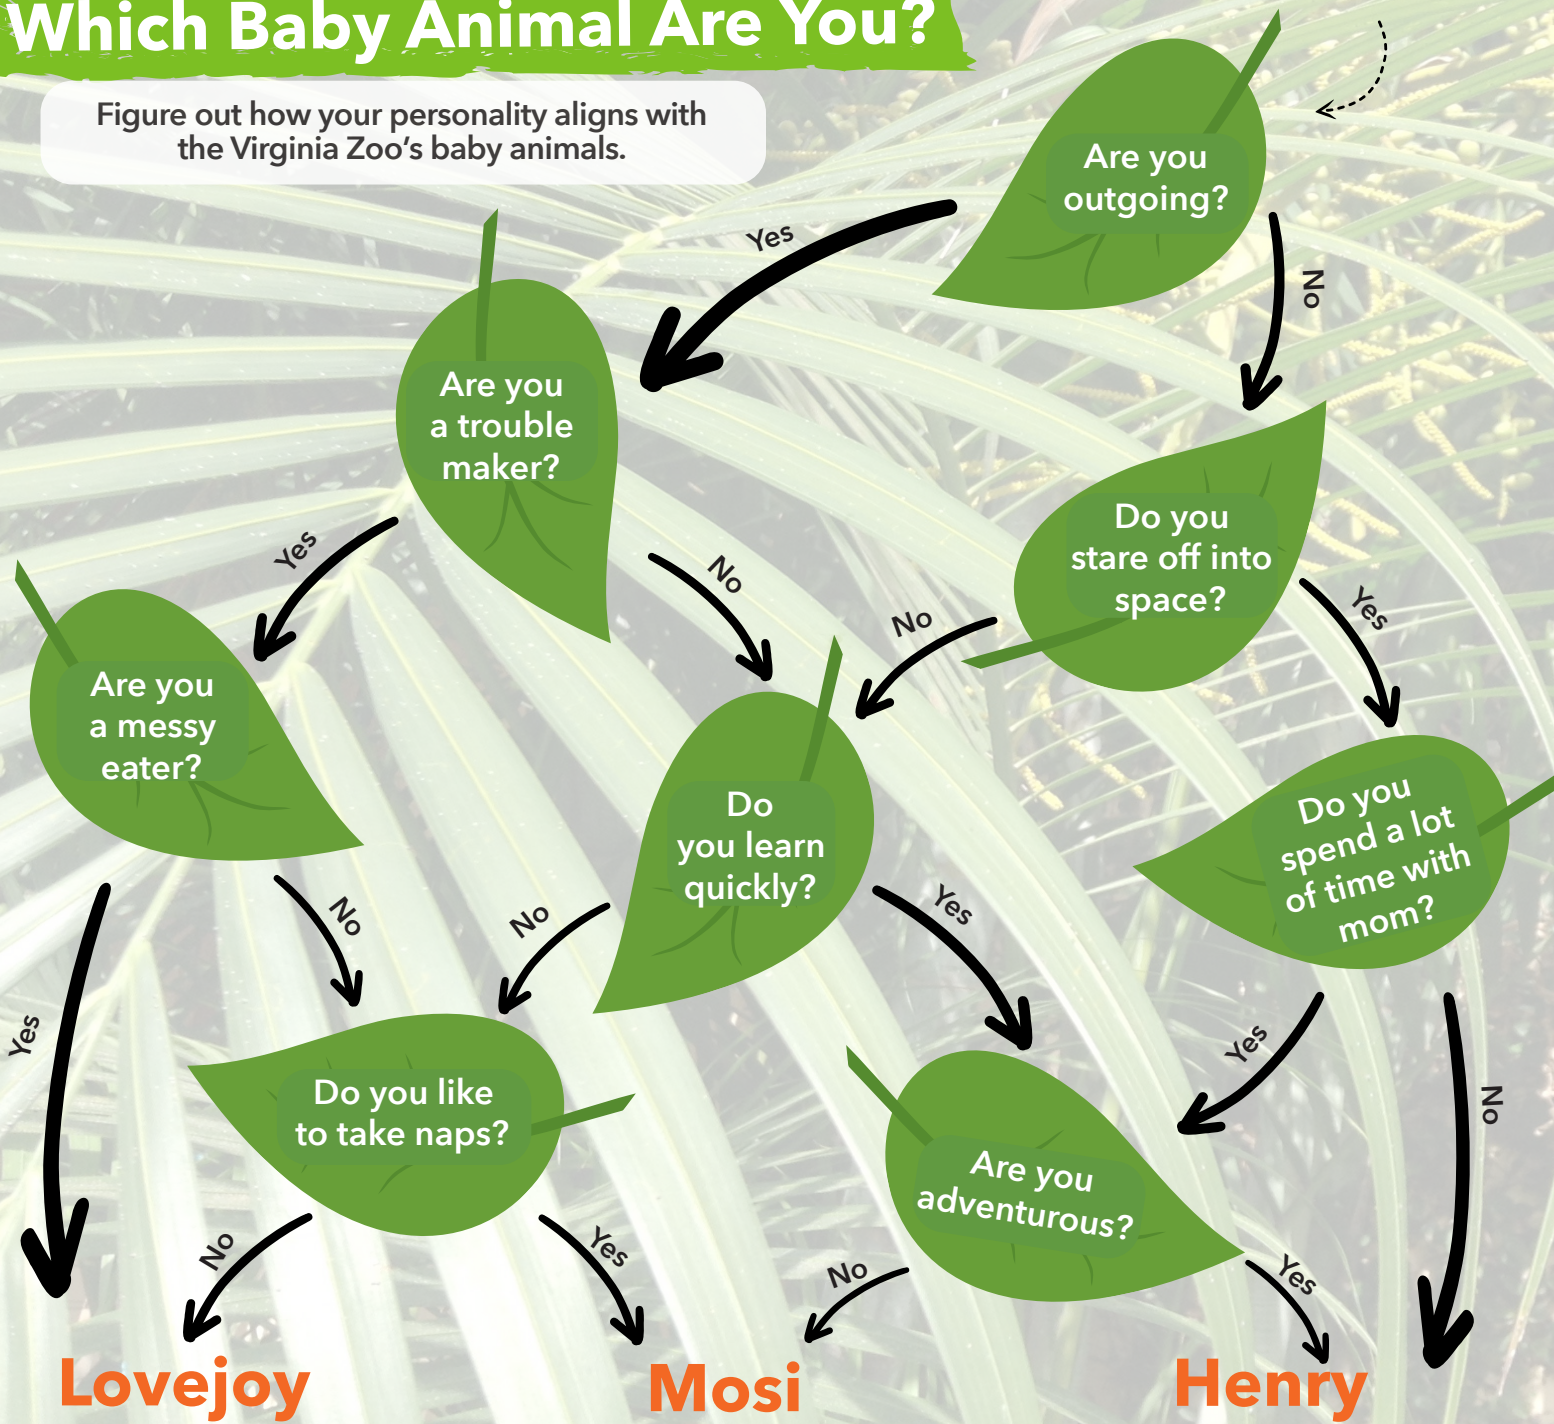 Which Baby Animal Are You?
Figure out how your personality aligns with
the Virginia Zoo's baby animals.
Are you
outgoing?
Yes
No
Are you
a trouble
maker?
Yes
No
Do you
stare off into
space?
No
Yes
Are you
a messy
eater?
Yes
No
Do
you learn
quickly?
No
Yes
Do you
spend a lot
of time with
mom?
Yes
No
Do you like
to take naps?
No
Yes
Are you
adventurous?
No
Yes
Lovejoy
Mosi
Henry